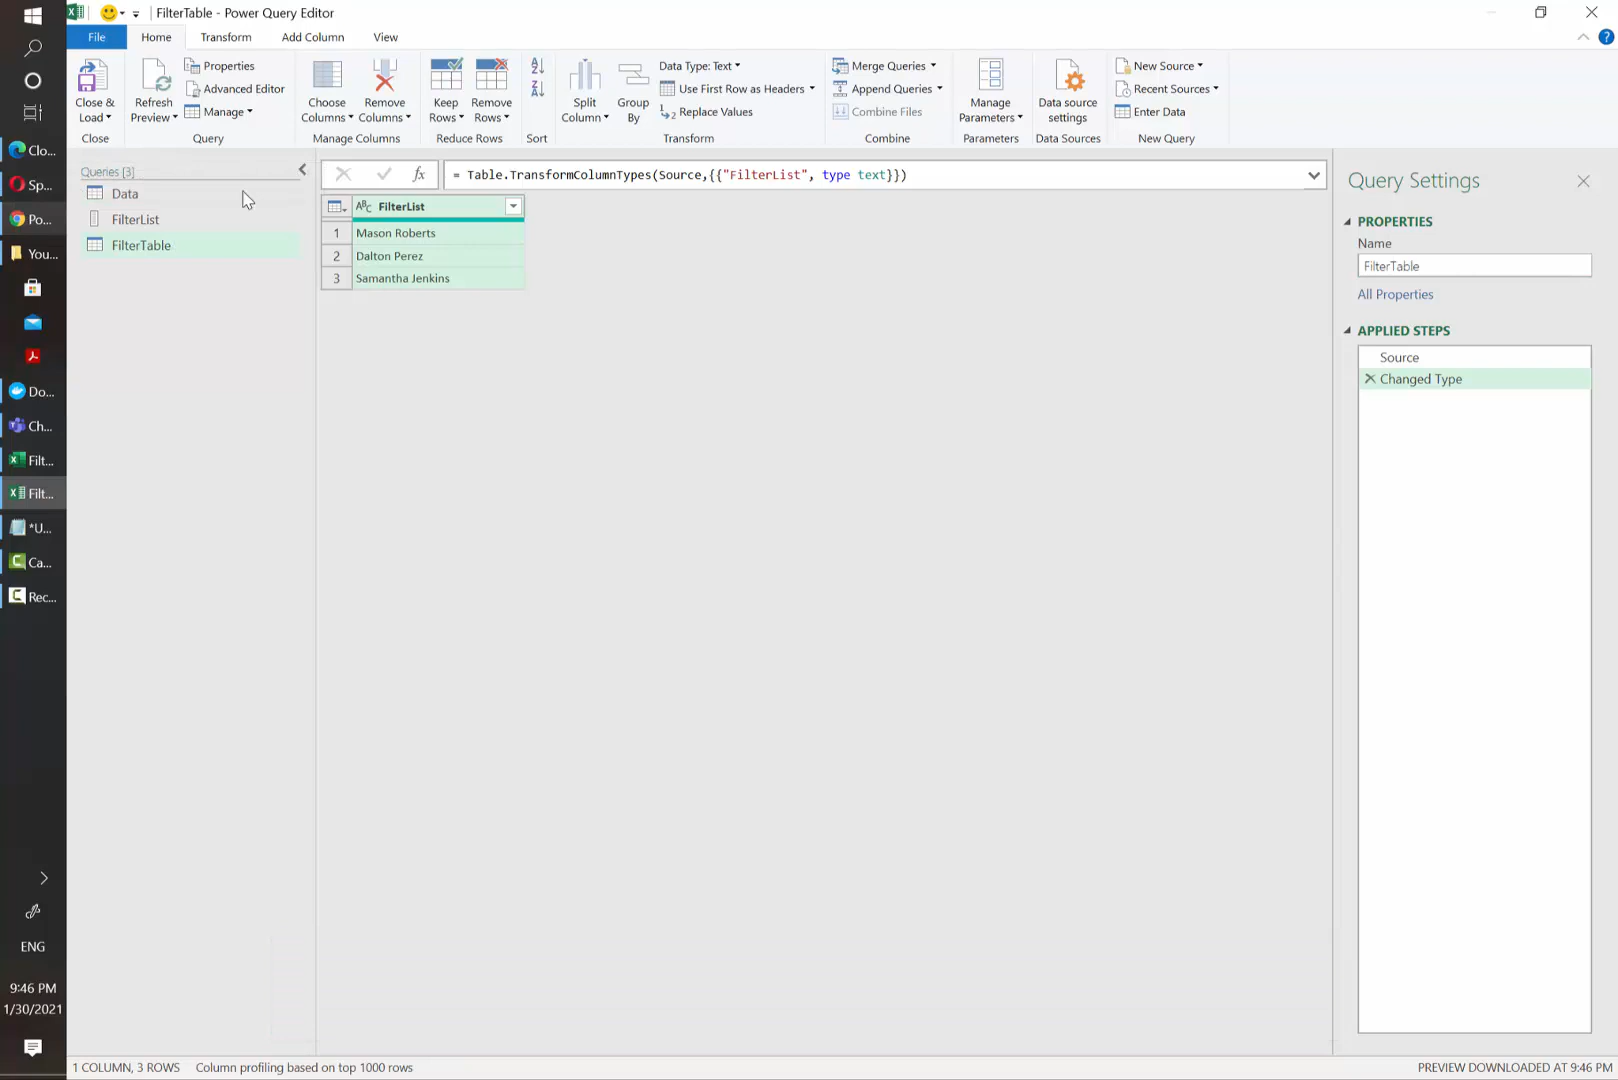 FilterTable - Power Query Editor
File
Home
Transform
Add Column
View
Close &
Load
Close
Refresh
Preview
Properties
Advanced Editor
Manage
Query
Choose
Columns
Remove
Columns
Manage Columns
Keep
Rows
Remove
Rows
Reduce Rows
Sort
Split
Column
Group
By
Data Type: Text
Use First Row as Headers
Replace Values
Transform
Merge Queries
Append Queries
Combine Files
Combine
Manage
Parameters
Parameters
Data source
settings
Data Sources
New Source
Recent Sources
Enter Data
New Query
Clo...
Sp...
Po...
You...
Do...
Ch...
Filt...
Filt...
*U...
Ca...
Rec...
ENG
9:46 PM
1/30/2021
Queries [3]
Data
FilterList
FilterTable
fx
= Table.TransformColumnTypes(Source,{{"FilterList", type text}})
ABC FilterList
1 Mason Roberts
2 Dalton Perez
3 Samantha Jenkins
Query Settings
PROPERTIES
Name
FilterTable
All Properties
APPLIED STEPS
Source
Changed Type
1 COLUMN, 3 ROWS
Column profiling based on top 1000 rows
PREVIEW DOWNLOADED AT 9:46 PM